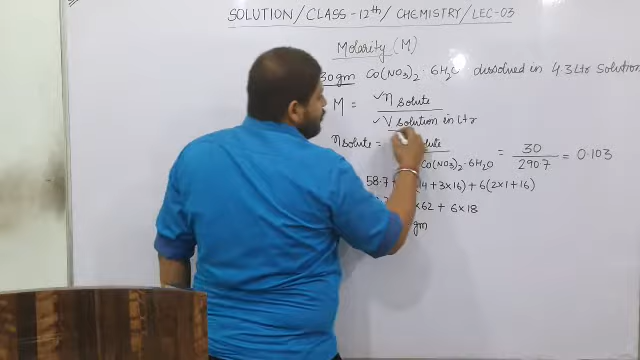 SOLUTION/CLASS-12th/CHEMISTRY/LEC-03
Molarity (M)
30 gm Co(NO3)2·6H2O dissolved in 4.3 Ltr Solution
M = ✓n solute
✓V solution in Ltr
n solute = solute = 30 = 0.103
Co(NO3)2·6H2O 290.7
58.7 + 4 + 3×16) + 6(2×1+16)
×62 + 6×18
gm